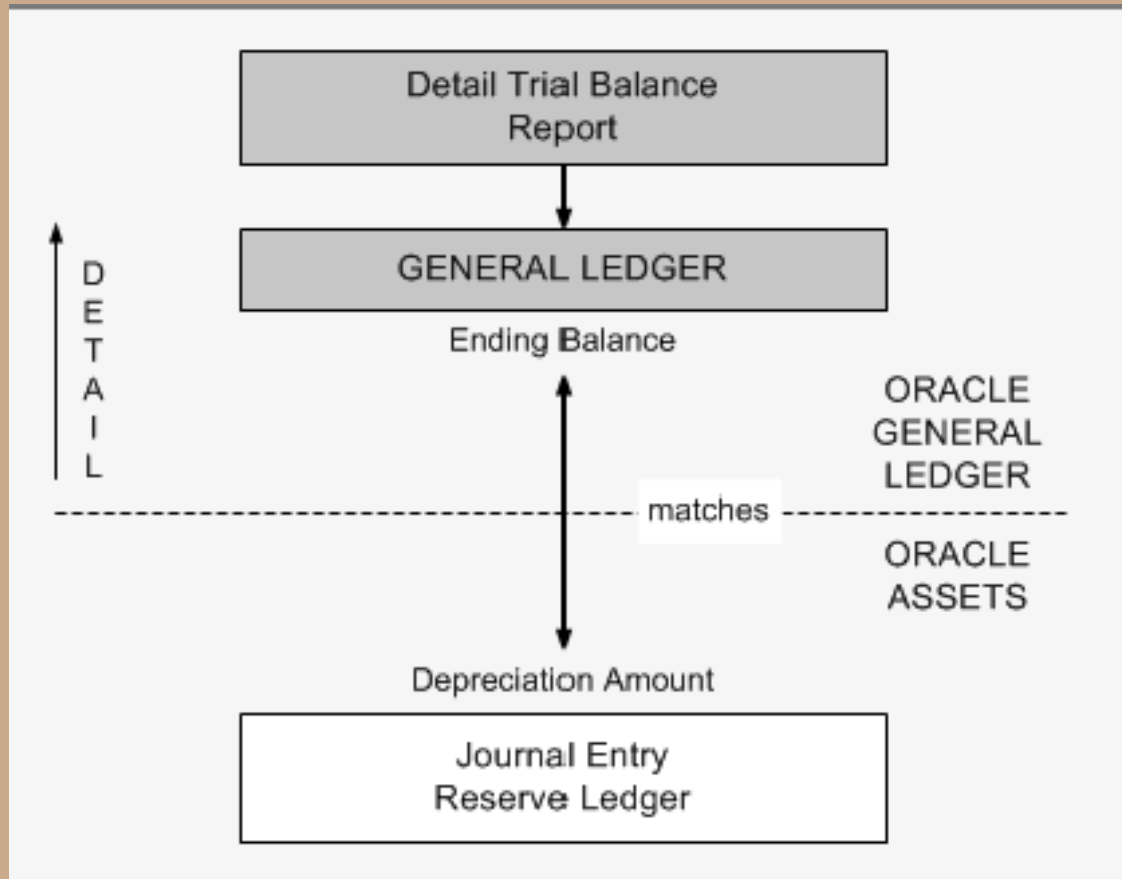 Detail Trial Balance
Report
GENERAL LEDGER
Ending Balance
D
E
T
A
I
L
ORACLE
GENERAL
LEDGER
matches
ORACLE
ASSETS
Depreciation Amount
Journal Entry
Reserve Ledger